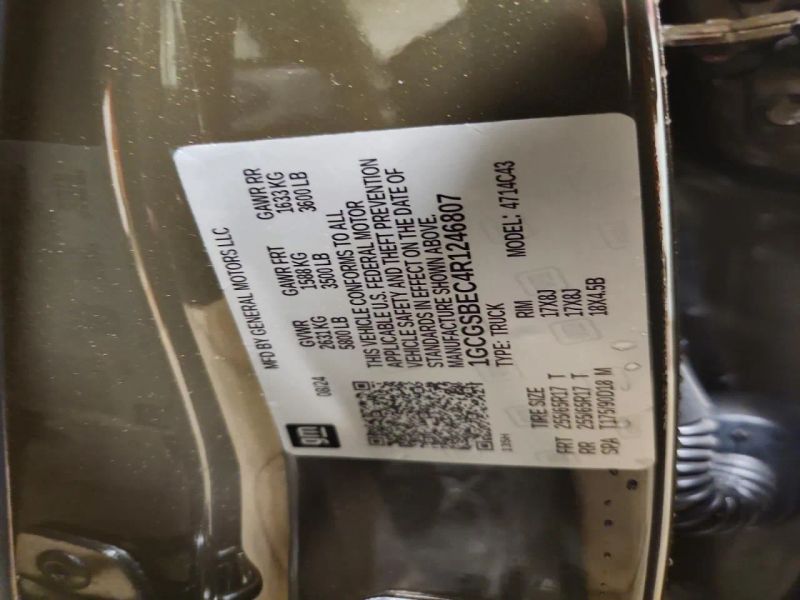 MFD BY GENERAL MOTORS LLC
gm
08/24
GVWR GAWR FRT GAWR RR
2631 KG 1588 KG 1633 KG
5800 LB 3500 LB 3600 LB
THIS VEHICLE CONFORMS TO ALL
APPLICABLE U.S. FEDERAL MOTOR
VEHICLE SAFETY AND THEFT PREVENTION
STANDARDS IN EFFECT ON THE DATE OF
MANUFACTURE SHOWN ABOVE.
1GCGSBEC4R1246807
TYPE: TRUCK MODEL: 4714C43
TIRE SIZE RIM
FRT 255/65R17 T 17X8J
RR 255/65R17 T 17X8J
SPA T175/90D18 M 18X4.5B